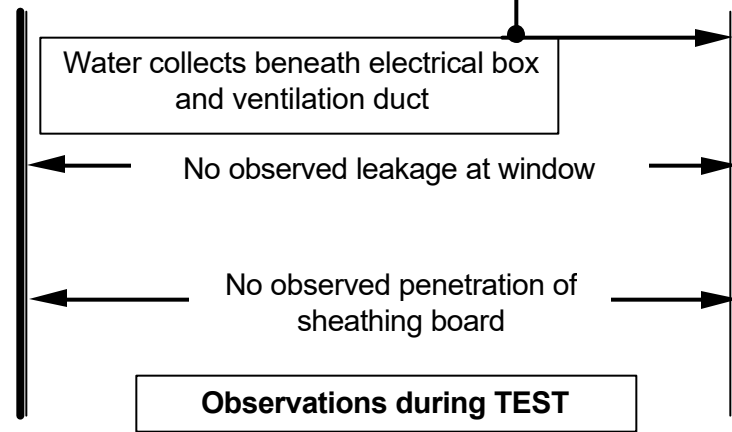 Water collects beneath electrical box
and ventilation duct
No observed leakage at window
No observed penetration of
sheathing board
Observations during TEST